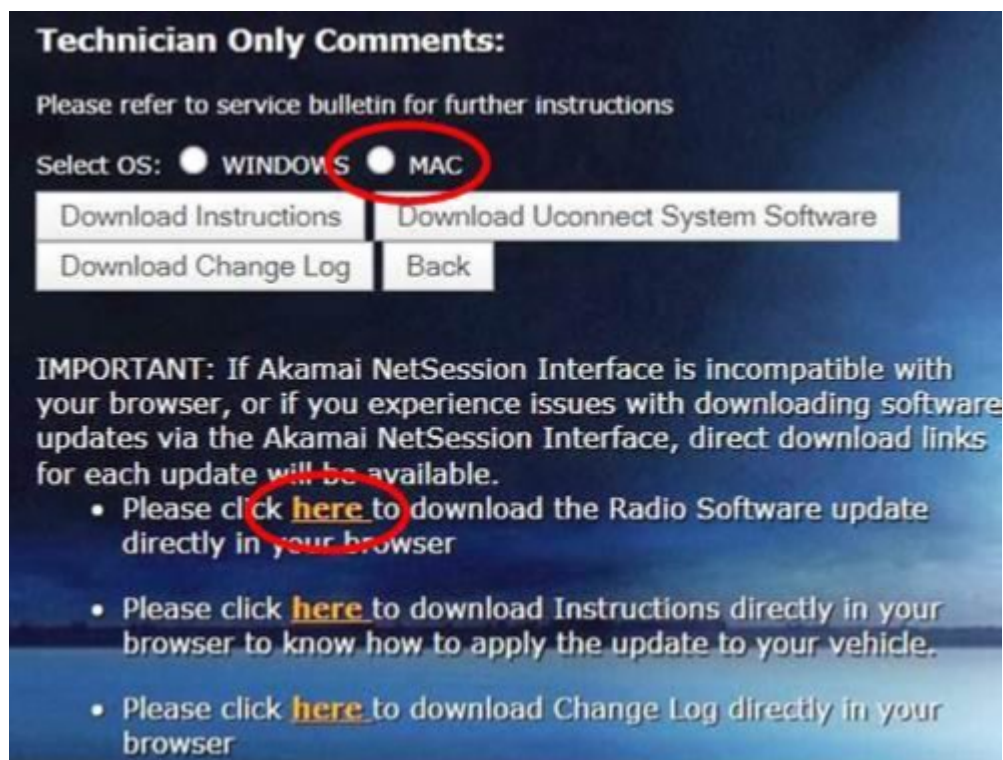 Technician Only Comments:
Please refer to service bulletin for further instructions
Select OS: WINDOWS MAC
Download Instructions Download Uconnect System Software
Download Change Log Back
IMPORTANT: If Akamai NetSession Interface is incompatible with
your browser, or if you experience issues with downloading software
updates via the Akamai NetSession Interface, direct download links
for each update will be available.
• Please click here to download the Radio Software update
directly in your browser
• Please click here to download Instructions directly in your
browser to know how to apply the update to your vehicle.
• Please click here to download Change Log directly in your
browser